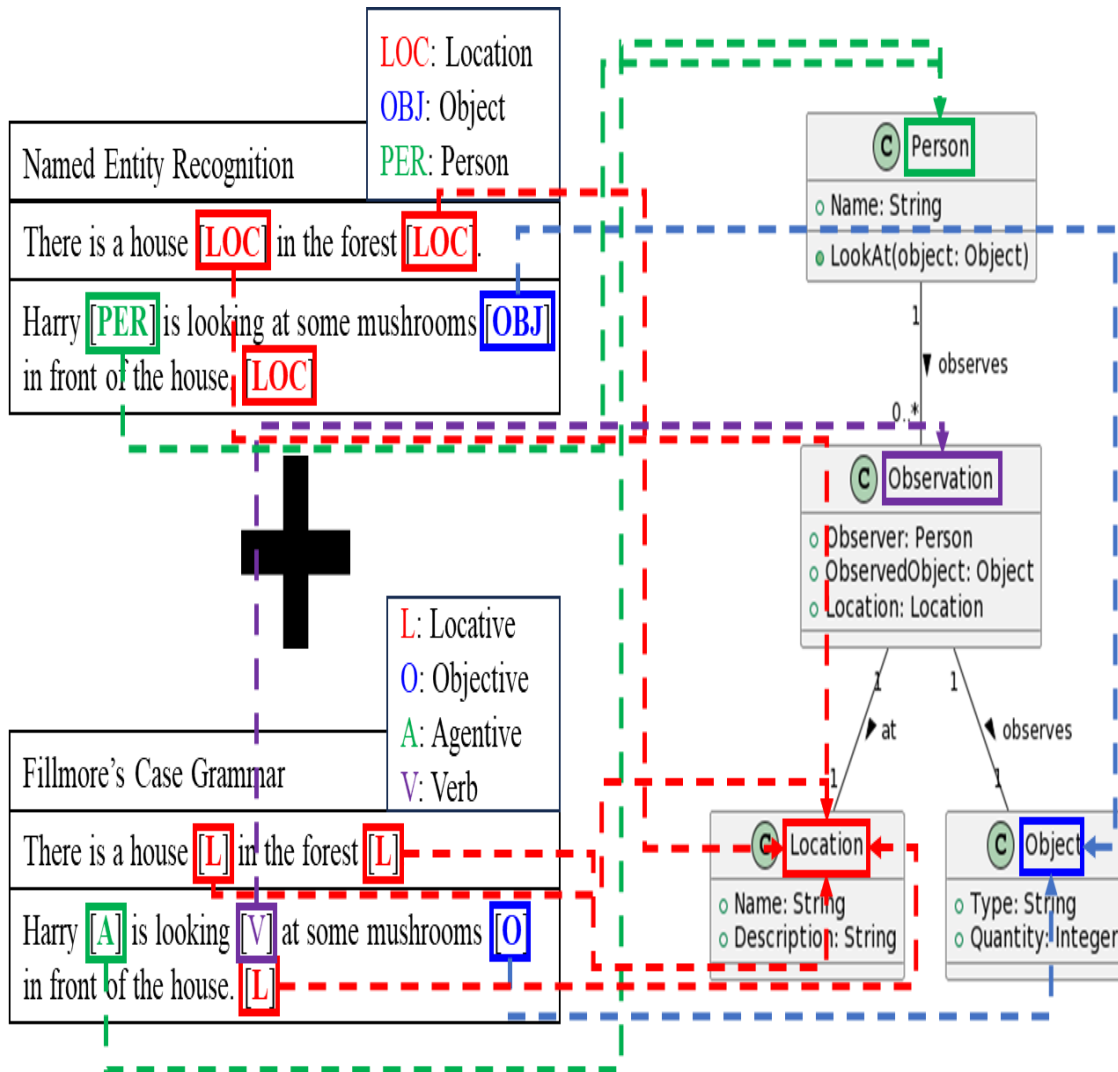 LOC: Location
OBJ: Object
PER: Person
Named Entity Recognition
There is a house [LOC] in the forest [LOC].
Harry [PER] is looking at some mushrooms [OBJ]
in front of the house. [LOC]
L: Locative
O: Objective
A: Agentive
V: Verb
Fillmore's Case Grammar
There is a house [L] in the forest [L]
Harry [A] is looking [V] at some mushrooms [O]
in front of the house. [L]
C Person
Name: String
LookAt(object: Object)
1
observes
0..*
C Observation
Observer: Person
ObservedObject: Object
Location: Location
1
1
at
observes
1
1
C Location
Name: String
Description: String
C Object
Type: String
Quantity: Integer